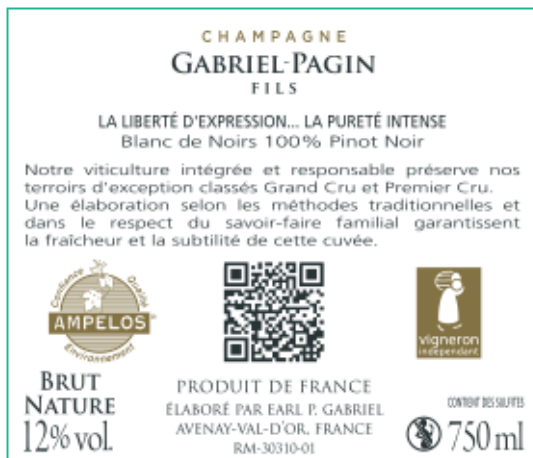 CHAMPAGNE
GABRIEL-PAGIN
FILS
LA LIBERTÉ D'EXPRESSION... LA PURETÉ INTENSE
Blanc de Noirs 100% Pinot Noir
Notre viticulture intégrée et responsable préserve nos
terroirs d'exception classés Grand Cru et Premier Cru.
Une élaboration selon les méthodes traditionnelles et
dans le respect du savoir-faire familial garantissent
la fraîcheur et la subtilité de cette cuvée.
Confiance Qualité
AMPELOS®
Environnement
vigneron
indépendant
BRUT
NATURE
12% vol.
PRODUIT DE FRANCE
ÉLABORÉ PAR EARL P. GABRIEL
AVENAY-VAL-D'OR, FRANCE
RM-30310-01
CONTIENT DES SULFITES
750 ml